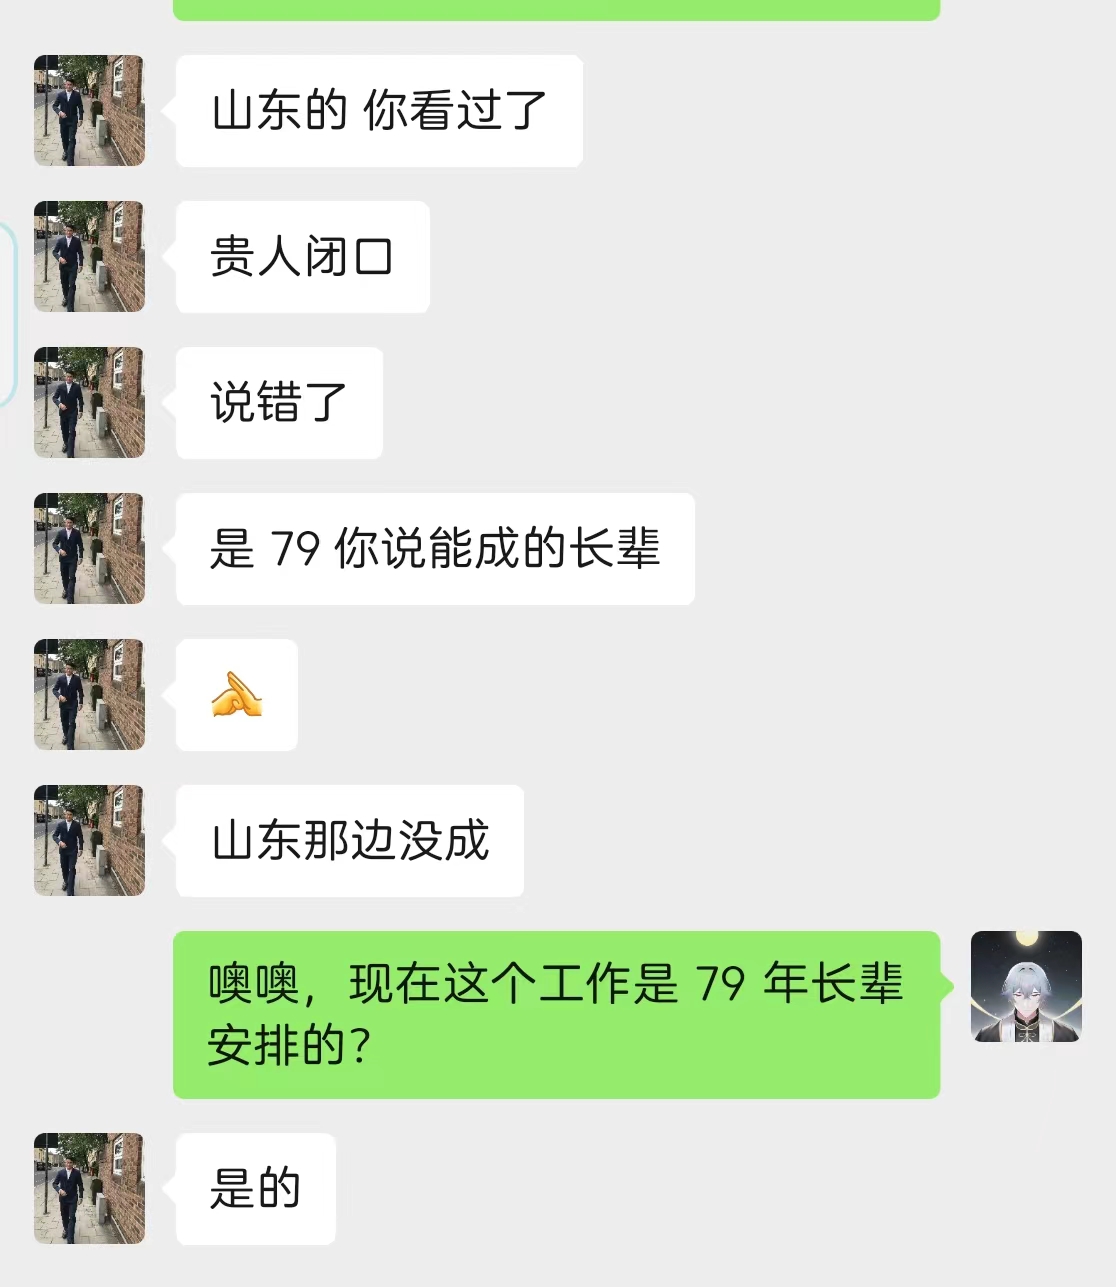 山东的 你看过了
贵人闭口
说错了
是 79 你说能成的长辈
山东那边没成
噢噢，现在这个工作是 79 年长辈
安排的？
是的